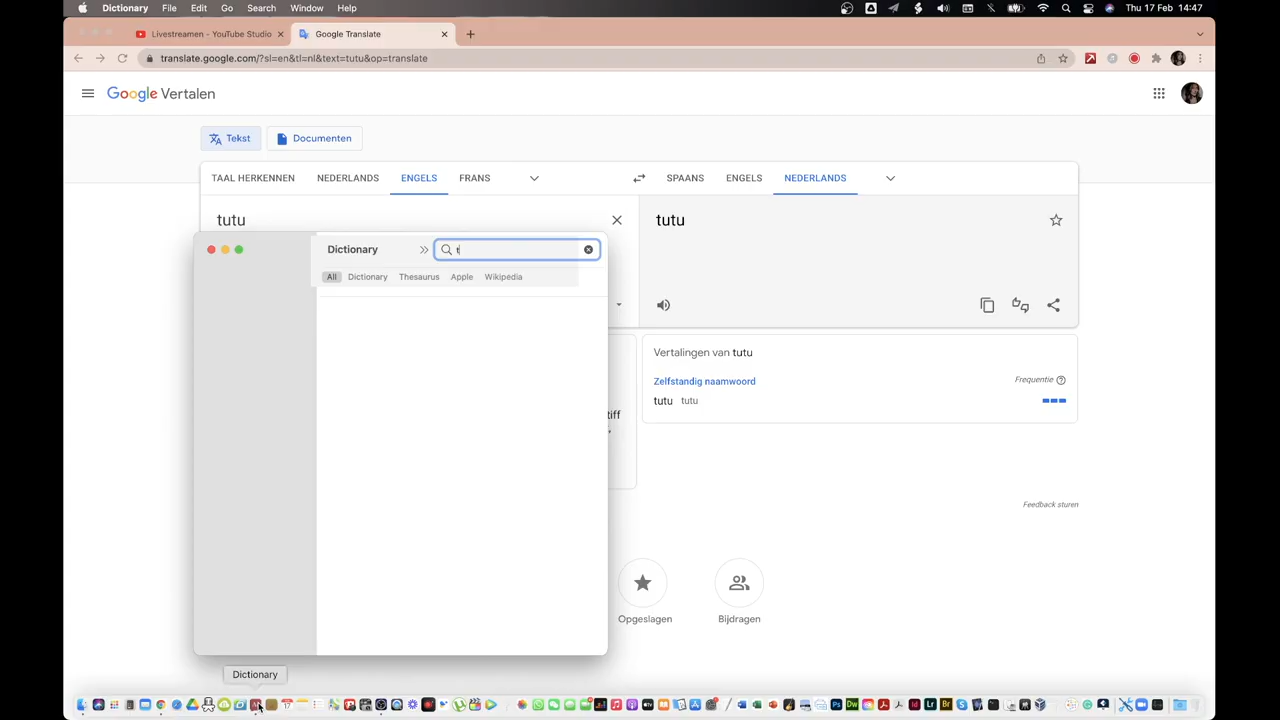 Dictionary File Edit Go Search Window Help Thu 17 Feb 14:47
Livestreamen - YouTube Studio Google Translate
translate.google.com/?sl=en&tl=nl&text=tutu&op=translate
Google Vertalen
Tekst Documenten
TAAL HERKENNEN NEDERLANDS ENGELS FRANS SPAANS ENGELS NEDERLANDS
tutu tutu
Dictionary t
All Dictionary Thesaurus Apple Wikipedia
Vertalingen van tutu
Zelfstandig naamwoord Frequentie
tutu tutu
tiff
Feedback sturen
Opgeslagen Bijdragen
Dictionary